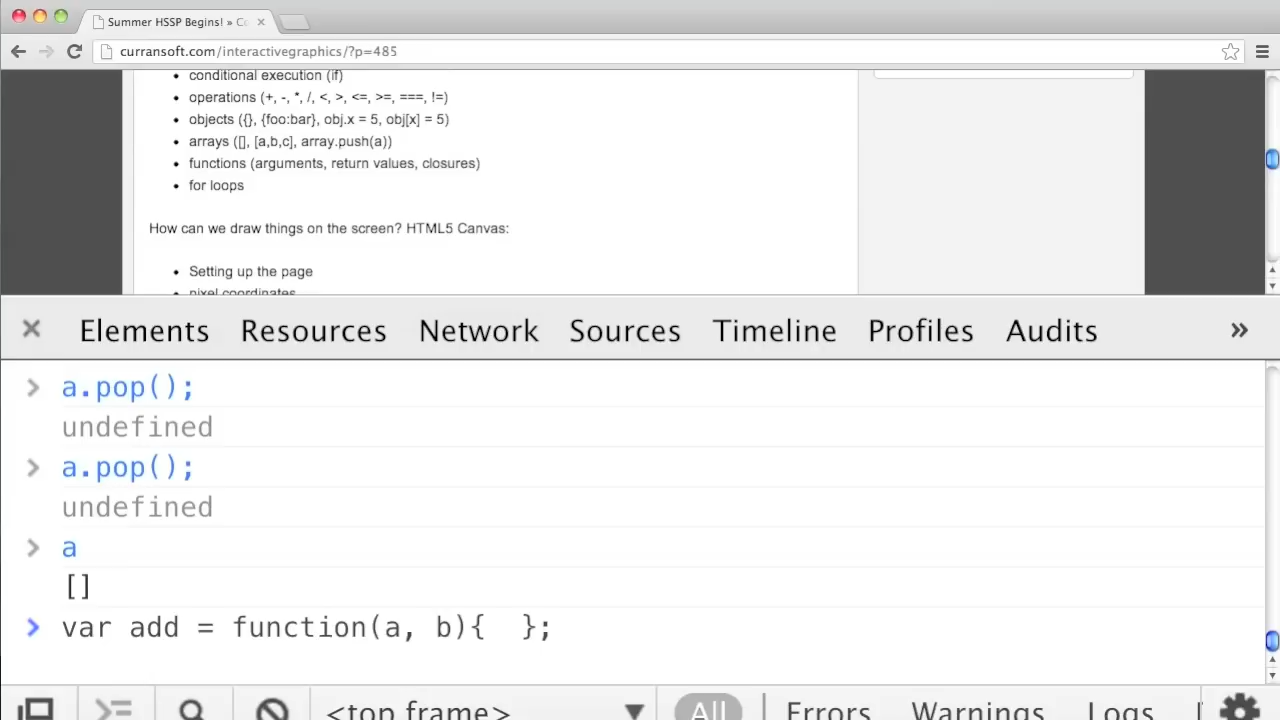 Summer HSSP Begins! » Co
curransoft.com/interactivegraphics/?p=485
• conditional execution (if)
• operations (+, -, *, /, <, >, <=, >=, ===, !=)
• objects ({}, {foo:bar}, obj.x = 5, obj[x] = 5)
• arrays ([], [a,b,c], array.push(a))
• functions (arguments, return values, closures)
• for loops
How can we draw things on the screen? HTML5 Canvas:
• Setting up the page
• pixel coordinates
Elements Resources Network Sources Timeline Profiles Audits »
> a.pop();
undefined
> a.pop();
undefined
> a
[]
> var add = function(a, b){  };
<top frame> All Errors Warnings Logs